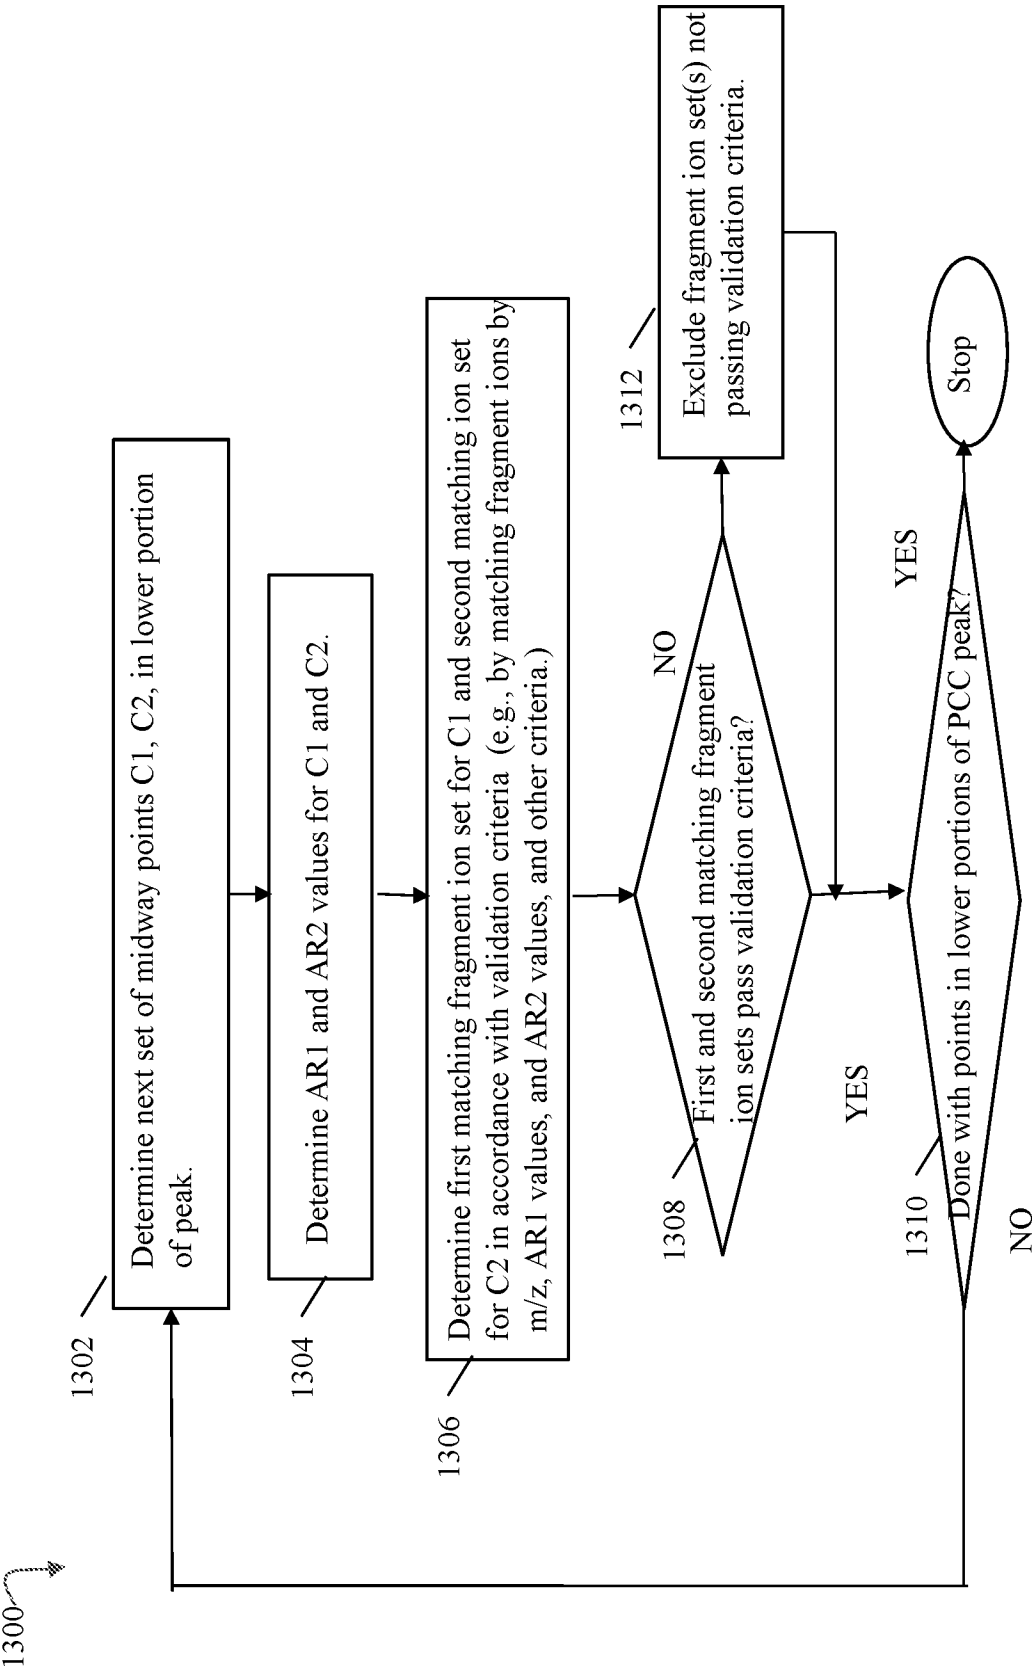 1300
1302
Determine next set of midway points C1, C2, in lower portion
of peak.
1304
Determine AR1 and AR2 values for C1 and C2.
1306
Determine first matching fragment ion set for C1 and second matching ion set
for C2 in accordance with validation criteria (e.g., by matching fragment ions by
m/z, AR1 values, and AR2 values, and other criteria.)
1308
First and second matching fragment
ion sets pass validation criteria?
NO
1312
Exclude fragment ion set(s) not
passing validation criteria.
YES
1310
Done with points in lower portions of PCC peak?
YES
Stop
NO